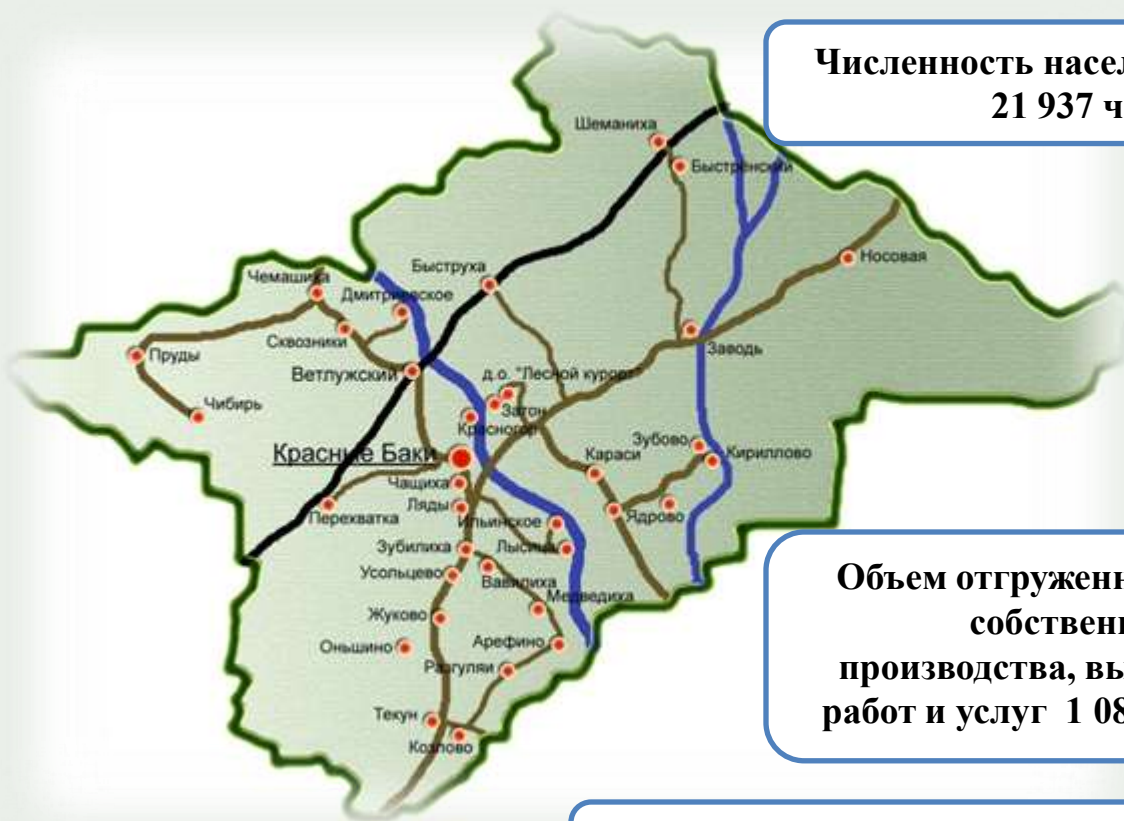 Численность насел
21 937 ч
Шеманиха
Быстренский
Носовая
Быструха
Чемашиха
Дмитриевское
Сквозники
Заводь
Пруды
Ветлужский
д.о. "Лесной курорт"
Чибирь
Затон
Красногор
Зубово
Кириллово
Красные Баки
Караси
Чащиха
Ляды
Ильинское
Ядрово
Перехватка
Зубилиха
Лысица
Усольцево
Вавилиха
Медведиха
Жуково
Арефино
Оньшино
Разгуляи
Текун
Козлово
Объем отгруженн
собственн
производства, вы
работ и услуг 1 08